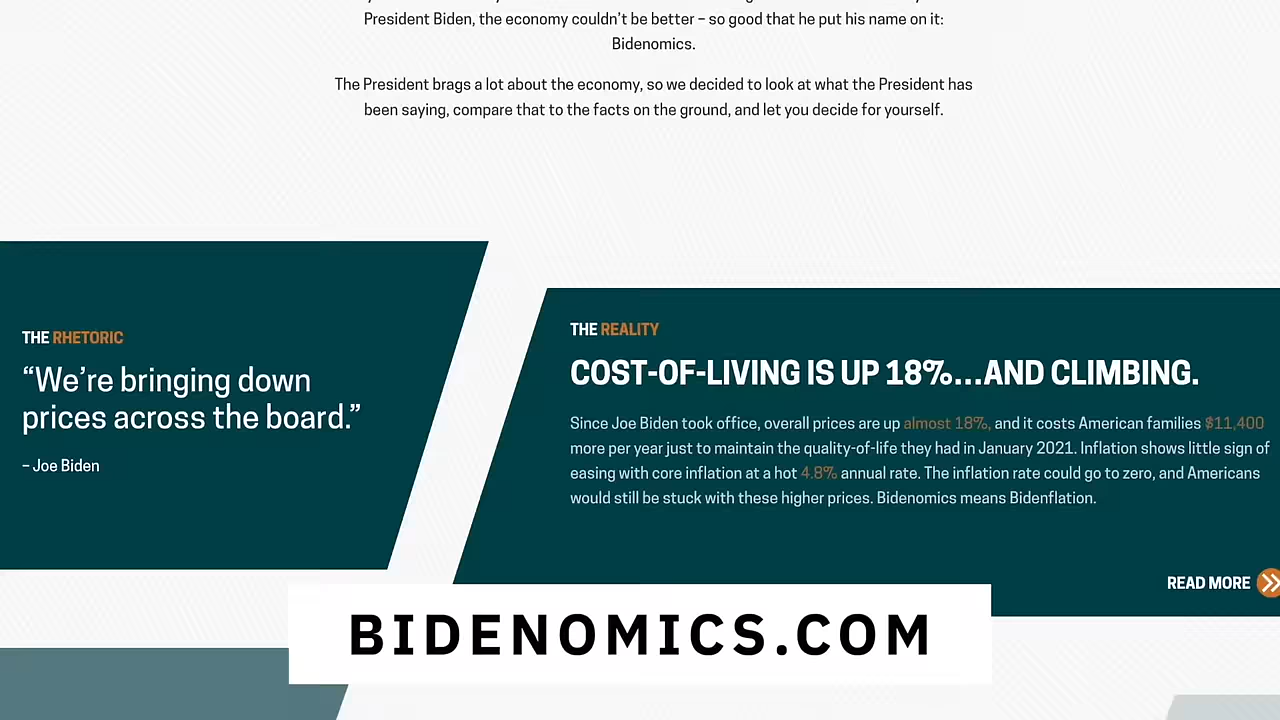 President Biden, the economy couldn’t be better – so good that he put his name on it:
Bidenomics.
The President brags a lot about the economy, so we decided to look at what the President has
been saying, compare that to the facts on the ground, and let you decide for yourself.
THE RHETORIC
“We’re bringing down
prices across the board.”
– Joe Biden
THE REALITY
COST-OF-LIVING IS UP 18%...AND CLIMBING.
Since Joe Biden took office, overall prices are up almost 18%, and it costs American families $11,400
more per year just to maintain the quality-of-life they had in January 2021. Inflation shows little sign of
easing with core inflation at a hot 4.8% annual rate. The inflation rate could go to zero, and Americans
would still be stuck with these higher prices. Bidenomics means Bidenflation.
READ MORE
BIDENOMICS.COM